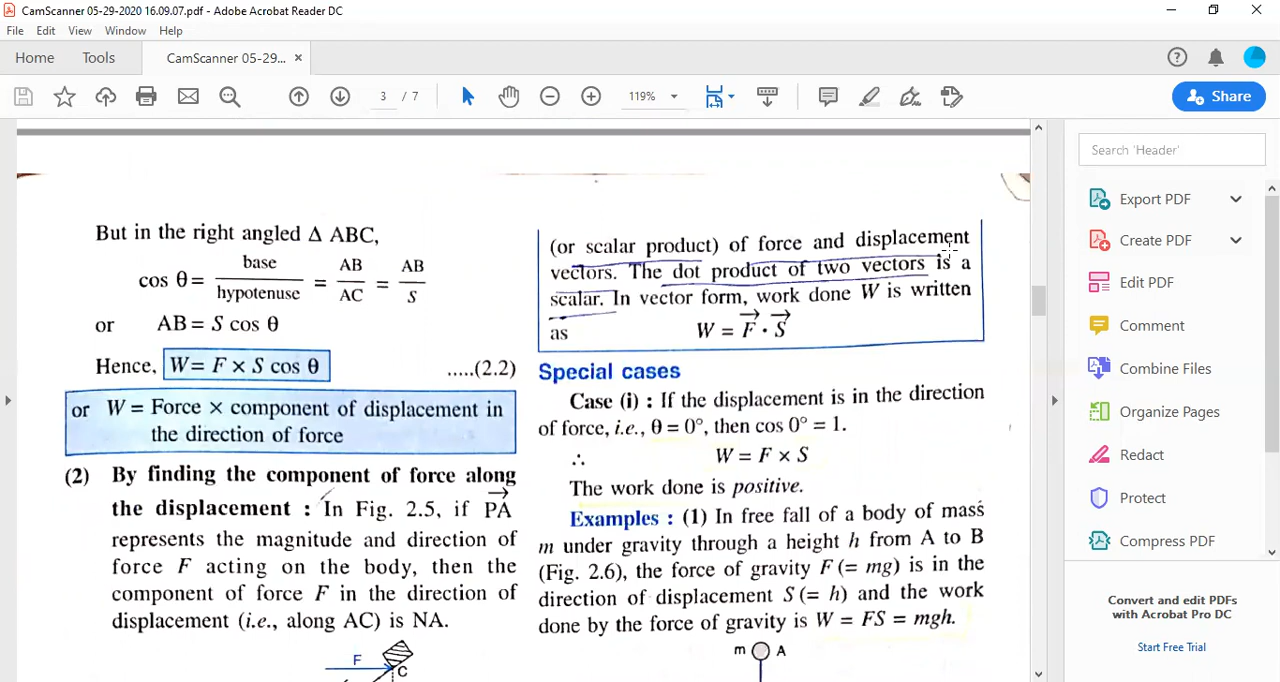 CamScanner 05-29-2020 16.09.07.pdf - Adobe Acrobat Reader DC
File Edit View Window Help
Home Tools CamScanner 05-29... ×
3 / 7 119% Share
But in the right angled Δ ABC,
cos θ = base / hypotenuse = AB / AC = AB / S
or AB = S cos θ
Hence, W = F × S cos θ .....(2.2)
or W = Force × component of displacement in
the direction of force
(2) By finding the component of force along
the displacement : In Fig. 2.5, if PA→
represents the magnitude and direction of
force F acting on the body, then the
component of force F in the direction of
displacement (i.e., along AC) is NA.
F
C
(or scalar product) of force and displacement
vectors. The dot product of two vectors is a
scalar. In vector form, work done W is written
as W = F→ · S→
Special cases
Case (i) : If the displacement is in the direction
of force, i.e., θ = 0°, then cos 0° = 1.
∴ W = F × S
The work done is positive.
Examples : (1) In free fall of a body of mass
m under gravity through a height h from A to B
(Fig. 2.6), the force of gravity F (= mg) is in the
direction of displacement S (= h) and the work
done by the force of gravity is W = FS = mgh.
m A
Search 'Header'
Export PDF
Create PDF
Edit PDF
Comment
Combine Files
Organize Pages
Redact
Protect
Compress PDF
Convert and edit PDFs
with Acrobat Pro DC
Start Free Trial